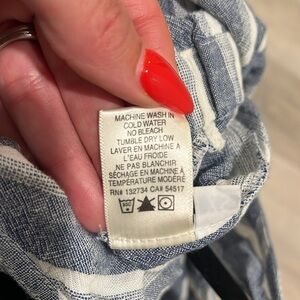 MACHINE WASH IN
COLD WATER
NO BLEACH
TUMBLE DRY LOW
LAVER EN MACHINE À
L'EAU FROIDE
NE PAS BLANCHIR
SÉCHAGE EN MACHINE À
TEMPÉRATURE MODÉRÉ
RN# 132734 CA# 54517